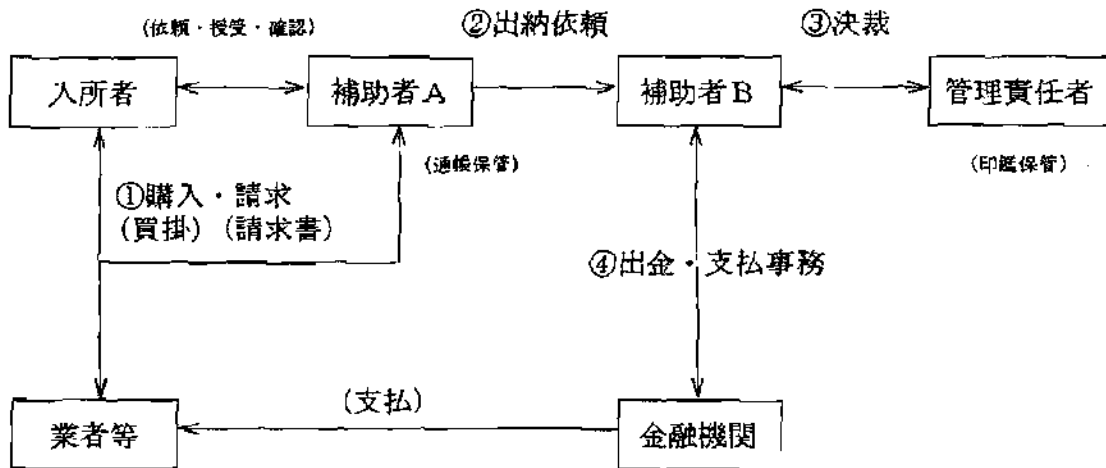 (依頼・授受・確認)
②出納依頼
③決裁
入所者
補助者A
補助者B
管理責任者
(通帳保管)
(印鑑保管)
①購入・請求
(買掛)(請求書)
④出金・支払事務
(支払)
業者等
金融機関